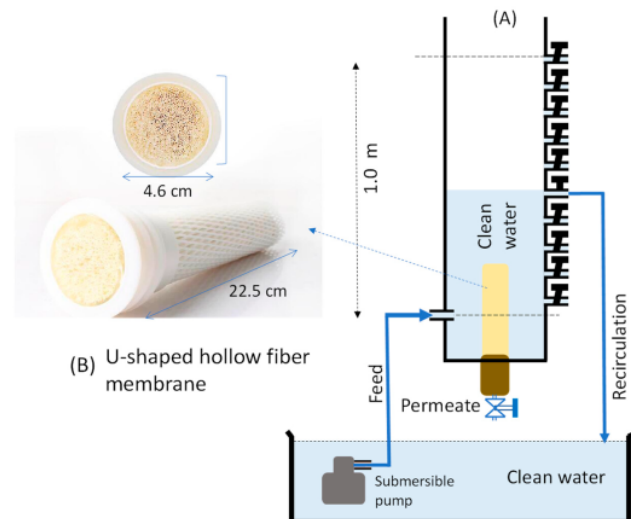 (A)
4.6 cm
22.5 cm
1.0 m
Clean
water
(B) U-shaped hollow fiber
membrane
Feed
Permeate
Recirculation
Submersible
pump
Clean water